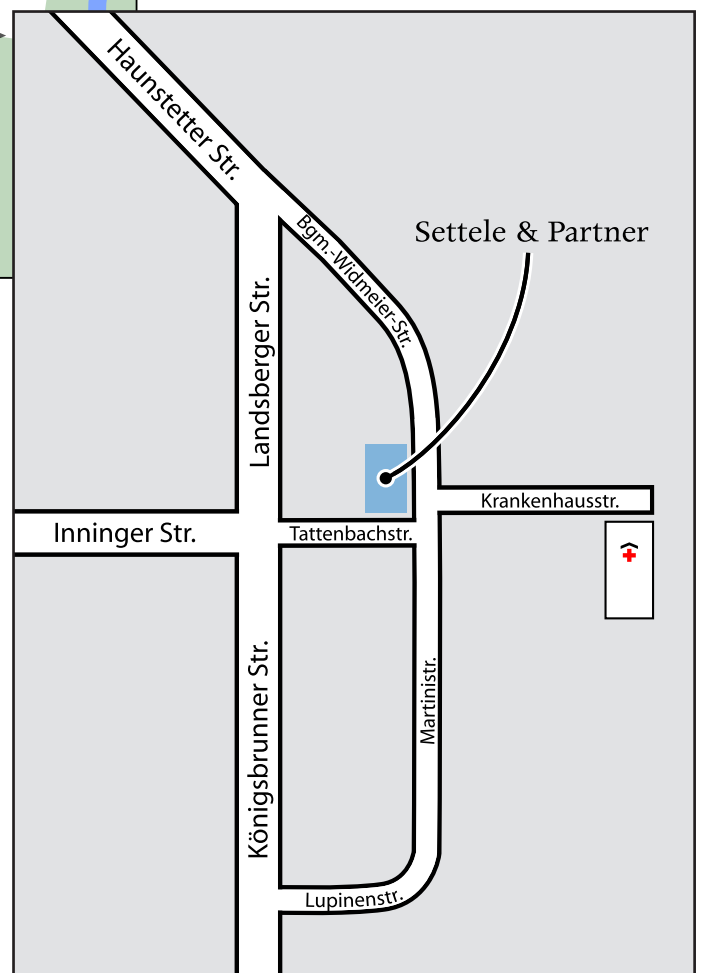 Haunstetter Str.
Bgm.-Widmeier-Str.
Settele & Partner
Landsberger Str.
Krankenhausstr.
Inninger Str.
Tattenbachstr.
Königsbrunner Str.
Martinistr.
Lupinenstr.